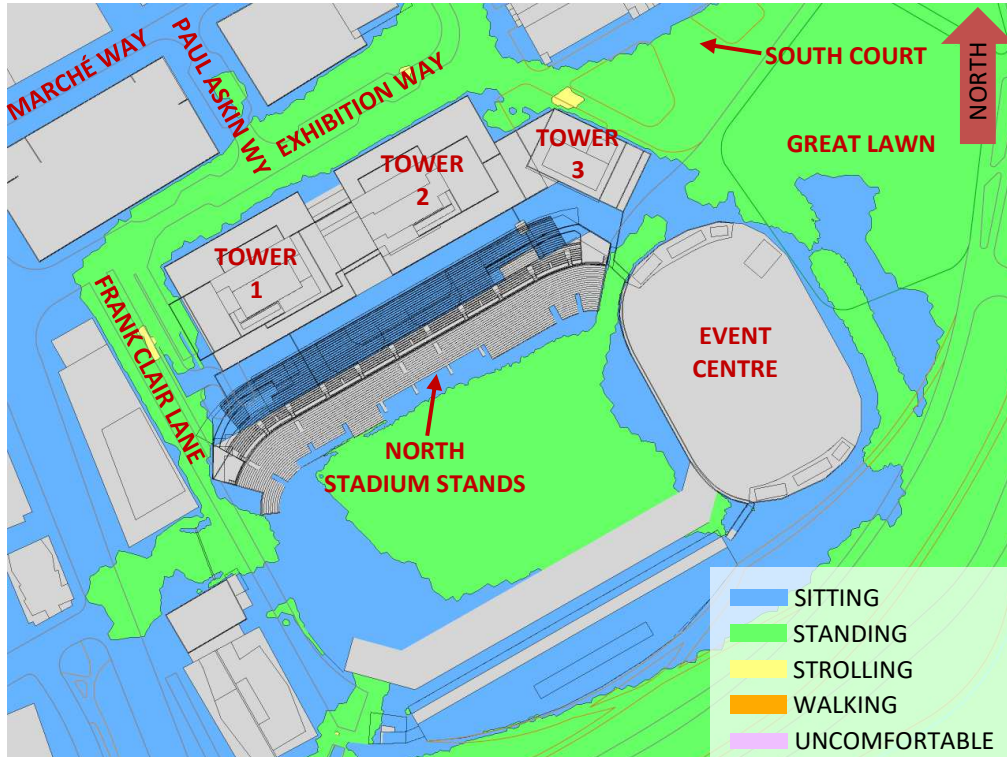 MARCHÉ WAY
PAUL ASKIN WY
EXHIBITION WAY
SOUTH COURT
NORTH
GREAT LAWN
TOWER
3
TOWER
2
TOWER
1
FRANK CLAIR LANE
EVENT
CENTRE
NORTH
STADIUM STANDS
SITTING
STANDING
STROLLING
WALKING
UNCOMFORTABLE